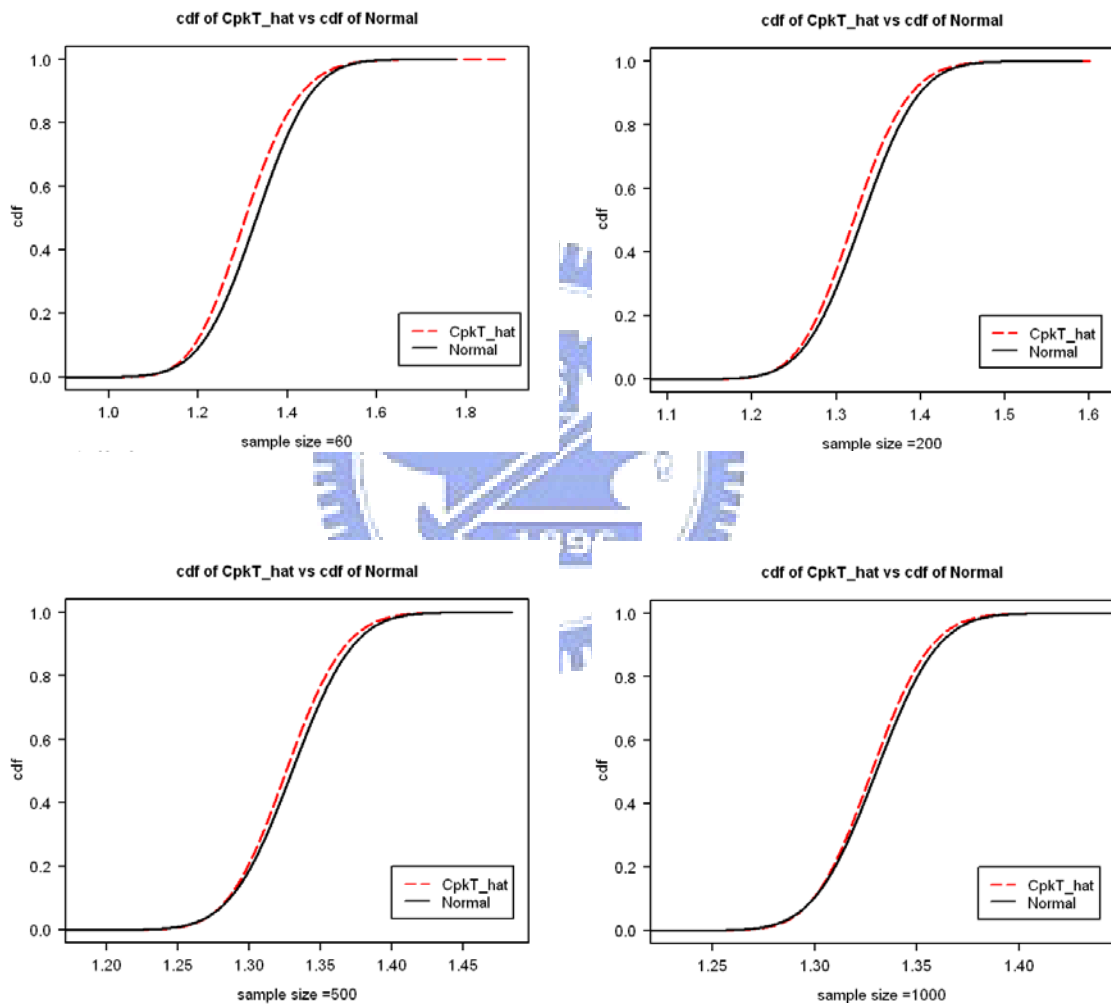 cdf of CpkT_hat vs cdf of Normal
cdf
1.0
0.8
0.6
0.4
0.2
0.0
CpkT_hat
Normal
1.0 1.2 1.4 1.6 1.8
sample size =60
cdf of CpkT_hat vs cdf of Normal
cdf
1.0
0.8
0.6
0.4
0.2
0.0
CpkT_hat
Normal
1.1 1.2 1.3 1.4 1.5 1.6
sample size =200
cdf of CpkT_hat vs cdf of Normal
cdf
1.0
0.8
0.6
0.4
0.2
0.0
CpkT_hat
Normal
1.20 1.25 1.30 1.35 1.40 1.45
sample size =500
cdf of CpkT_hat vs cdf of Normal
cdf
1.0
0.8
0.6
0.4
0.2
0.0
CpkT_hat
Normal
1.25 1.30 1.35 1.40
sample size =1000